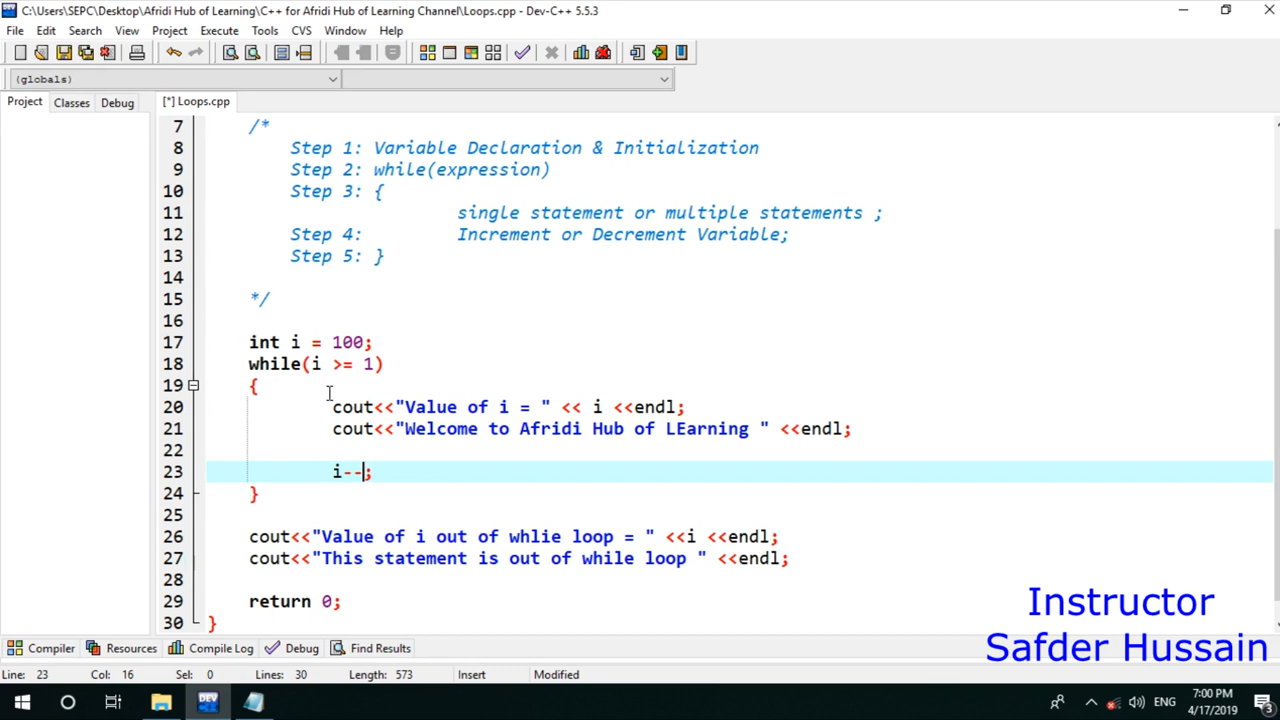 C:\Users\SEPC\Desktop\Afridi Hub of Learning\C++ for Afridi Hub of Learning Channel\Loops.cpp - Dev-C++ 5.5.3
File Edit Search View Project Execute Tools CVS Window Help
(globals)
Project Classes Debug [*] Loops.cpp
7 /*
8 Step 1: Variable Declaration & Initialization
9 Step 2: while(expression)
10 Step 3: {
11 single statement or multiple statements ;
12 Step 4: Increment or Decrement Variable;
13 Step 5: }
14
15 */
16
17 int i = 100;
18 while(i >= 1)
19 {
20 cout<<"Value of i = " << i <<endl;
21 cout<<"Welcome to Afridi Hub of LEarning " <<endl;
22
23 i--;
24 }
25
26 cout<<"Value of i out of whlie loop = " <<i <<endl;
27 cout<<"This statement is out of while loop " <<endl;
28
29 return 0;
30 }
Instructor
Safder Hussain
Compiler Resources Compile Log Debug Find Results
Line: 23 Col: 16 Sel: 0 Lines: 30 Length: 573 Insert Modified
DEV
ENG
7:00 PM
4/17/2019
3